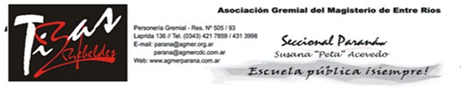 Tizas
Rebeldes
Asociación Gremial del Magisterio de Entre Ríos
Personería Gremial - Res. Nº 505 / 93
Laprida 136 // Tel. (0343) 421 7859 / 431 3998
E-mail: parana@agmer.org.ar
parana@agmercdc.com.ar
Web: www.agmerparana.com.ar
Seccional Paraná
Susana "Peta" Acevedo
Escuela pública ¡siempre!